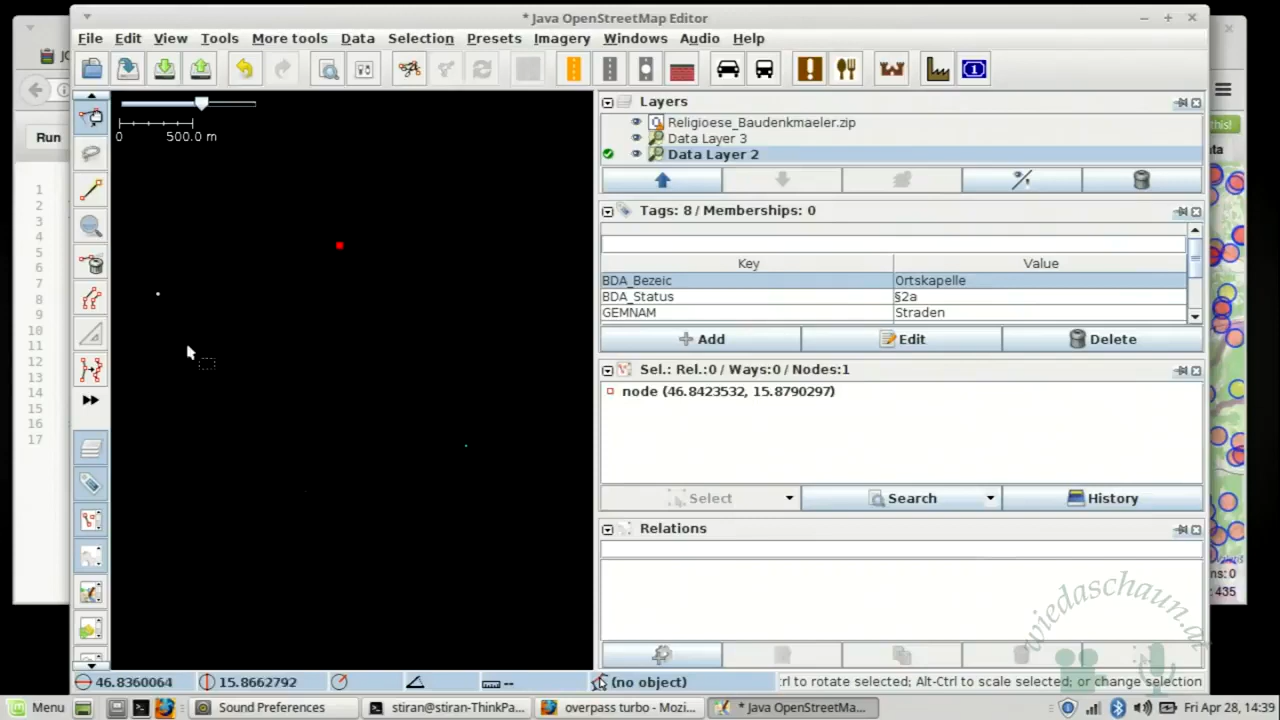 * Java OpenStreetMap Editor
File Edit View Tools More tools Data Selection Presets Imagery Windows Audio Help
0 500.0 m
Run
1
2
3
4
5
6
7
8
9
10
11
12
13
14
15
16
17
Layers
Religioese_Baudenkmaeler.zip
Data Layer 3
Data Layer 2
Tags: 8 / Memberships: 0
Key Value
BDA_Bezeic Ortskapelle
BDA_Status §2a
GEMNAM Straden
Add Edit Delete
Sel.: Rel.:0 / Ways:0 / Nodes:1
node (46.8423532, 15.8790297)
Select Search History
Relations
wiedaschaun.at
46.8360064 15.8662792 -- (no object) rl to rotate selected; Alt-Ctrl to scale selected; or change selection
Menu Sound Preferences stiran@stiran-ThinkPa... overpass turbo - Mozi... * Java OpenStreetMa... Fri Apr 28, 14:39
this!
ata
ns: 0
: 435